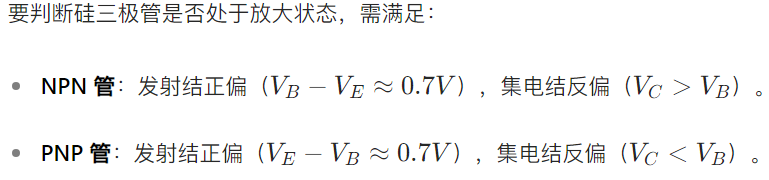 要判断硅三极管是否处于放大状态，需满足：
• NPN 管：发射结正偏（V_B − V_E ≈ 0.7V），集电结反偏（V_C > V_B）。
• PNP 管：发射结正偏（V_E − V_B ≈ 0.7V），集电结反偏（V_C < V_B）。